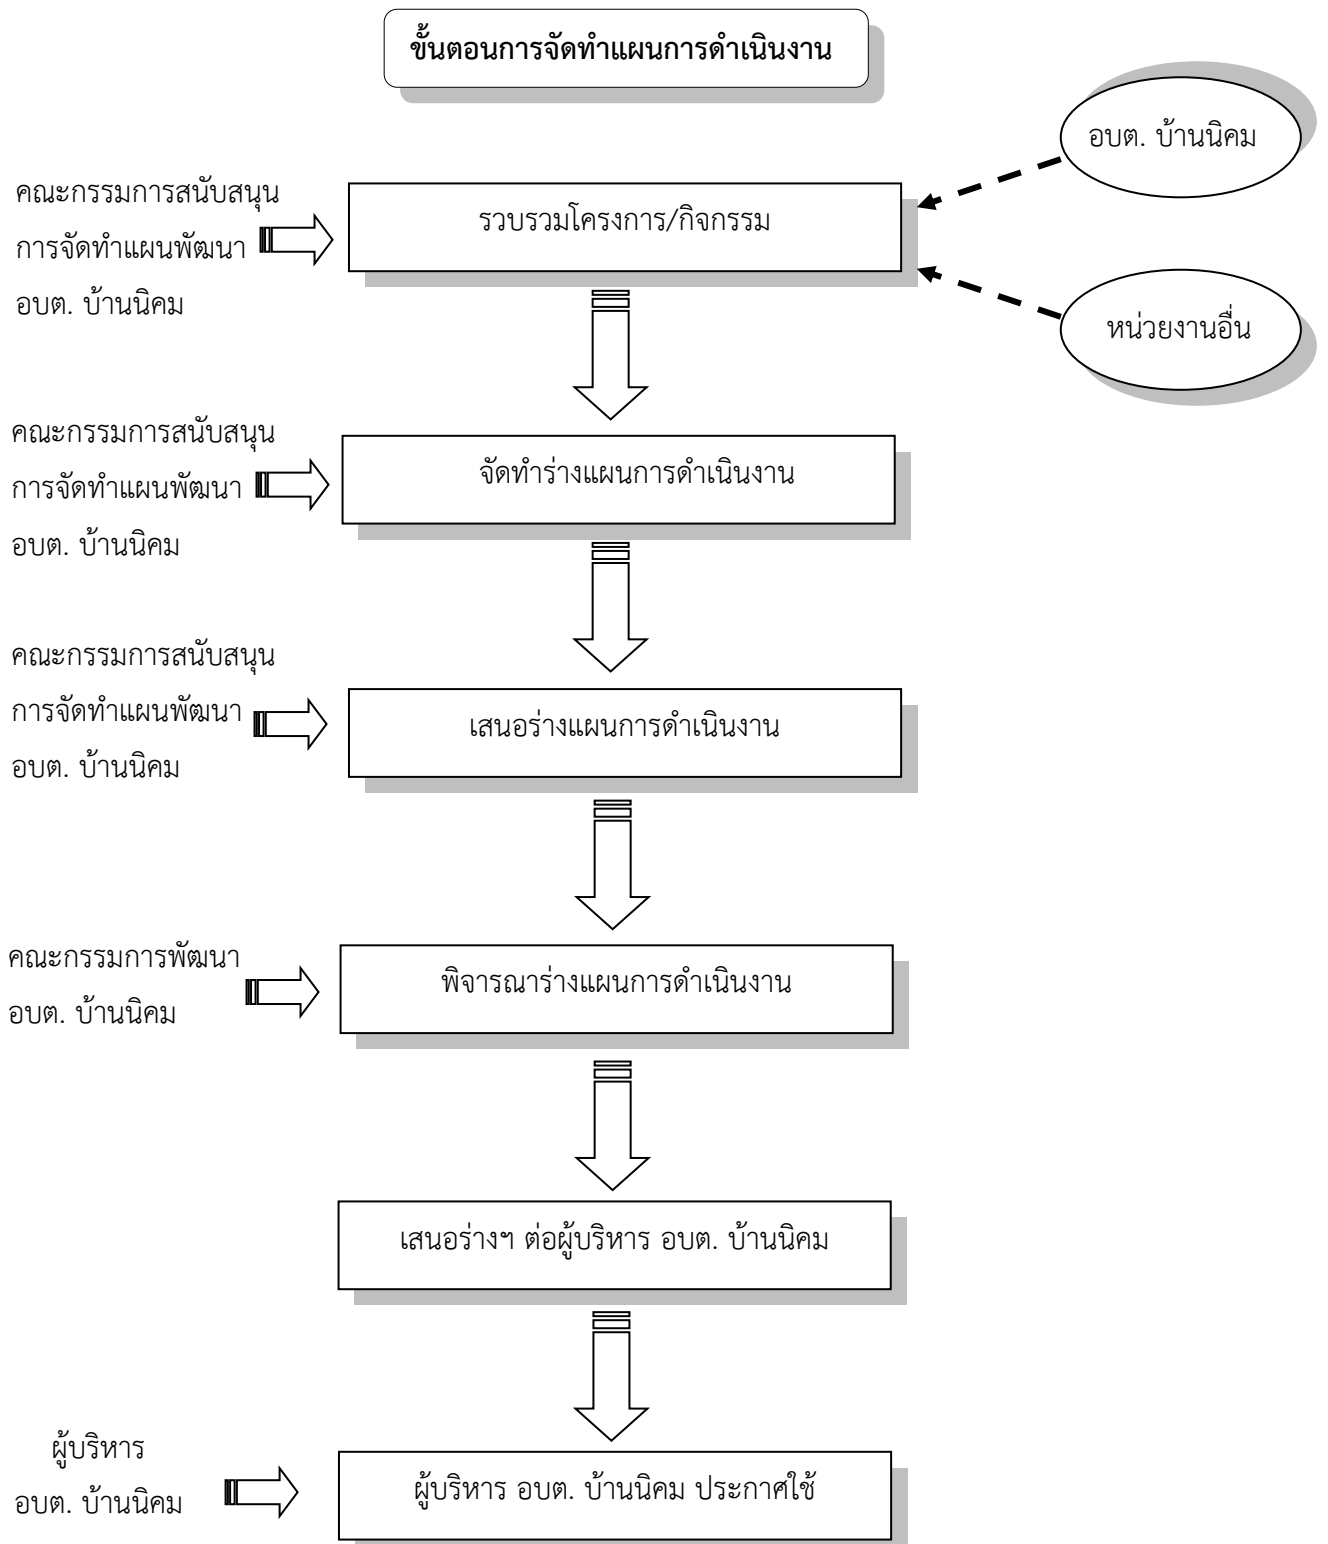 ขั้นตอนการจัดทำแผนการดำเนินงาน
อบต. บ้านนิคม
คณะกรรมการสนับสนุน
การจัดทำแผนพัฒนา
อบต. บ้านนิคม
รวบรวมโครงการ/กิจกรรม
หน่วยงานอื่น
คณะกรรมการสนับสนุน
การจัดทำแผนพัฒนา
อบต. บ้านนิคม
จัดทำร่างแผนการดำเนินงาน
คณะกรรมการสนับสนุน
การจัดทำแผนพัฒนา
อบต. บ้านนิคม
เสนอร่างแผนการดำเนินงาน
คณะกรรมการพัฒนา
อบต. บ้านนิคม
พิจารณาร่างแผนการดำเนินงาน
เสนอร่างฯ ต่อผู้บริหาร อบต. บ้านนิคม
ผู้บริหาร
อบต. บ้านนิคม
ผู้บริหาร อบต. บ้านนิคม ประกาศใช้